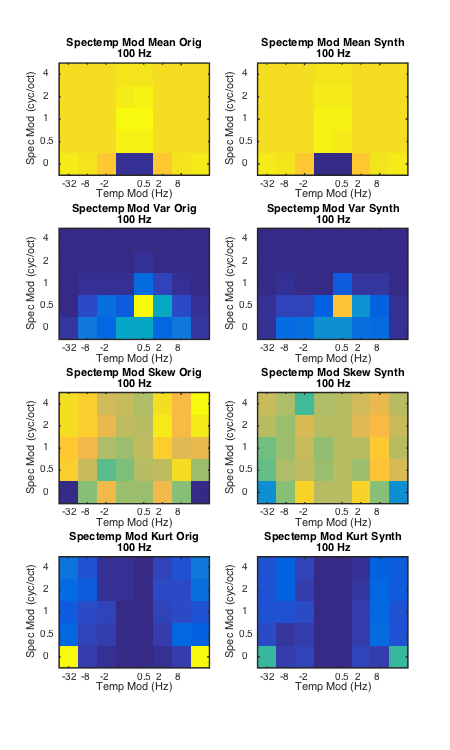 Spectemp Mod Mean Orig
100 Hz
Spec Mod (cyc/oct)
4
2
1
0.5
0
-32 -8 -2 0.5 2 8
Temp Mod (Hz)
Spectemp Mod Mean Synth
100 Hz
Spec Mod (cyc/oct)
4
2
1
0.5
0
-32 -8 -2 0.5 2 8
Temp Mod (Hz)
Spectemp Mod Var Orig
100 Hz
Spec Mod (cyc/oct)
4
2
1
0.5
0
-32 -8 -2 0.5 2 8
Temp Mod (Hz)
Spectemp Mod Var Synth
100 Hz
Spec Mod (cyc/oct)
4
2
1
0.5
0
-32 -8 -2 0.5 2 8
Temp Mod (Hz)
Spectemp Mod Skew Orig
100 Hz
Spec Mod (cyc/oct)
4
2
1
0.5
0
-32 -8 -2 0.5 2 8
Temp Mod (Hz)
Spectemp Mod Skew Synth
100 Hz
Spec Mod (cyc/oct)
4
2
1
0.5
0
-32 -8 -2 0.5 2 8
Temp Mod (Hz)
Spectemp Mod Kurt Orig
100 Hz
Spec Mod (cyc/oct)
4
2
1
0.5
0
-32 -8 -2 0.5 2 8
Temp Mod (Hz)
Spectemp Mod Kurt Synth
100 Hz
Spec Mod (cyc/oct)
4
2
1
0.5
0
-32 -8 -2 0.5 2 8
Temp Mod (Hz)